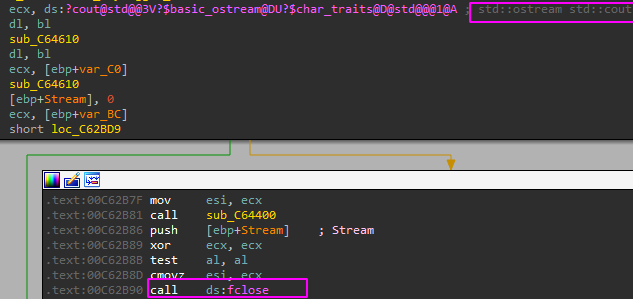 ecx, ds:?cout@std@@3V?$basic_ostream@DU?$char_traits@D@std@@@1@A ; std::ostream std::cout
dl, bl
sub_C64610
dl, bl
ecx, [ebp+var_C0]
sub_C64610
[ebp+Stream], 0
ecx, [ebp+var_BC]
short loc_C62BD9
.text:00C62B7F mov esi, ecx
.text:00C62B81 call sub_C64400
.text:00C62B86 push [ebp+Stream] ; Stream
.text:00C62B89 xor ecx, ecx
.text:00C62B8B test al, al
.text:00C62B8D cmovz esi, ecx
.text:00C62B90 call ds:fclose